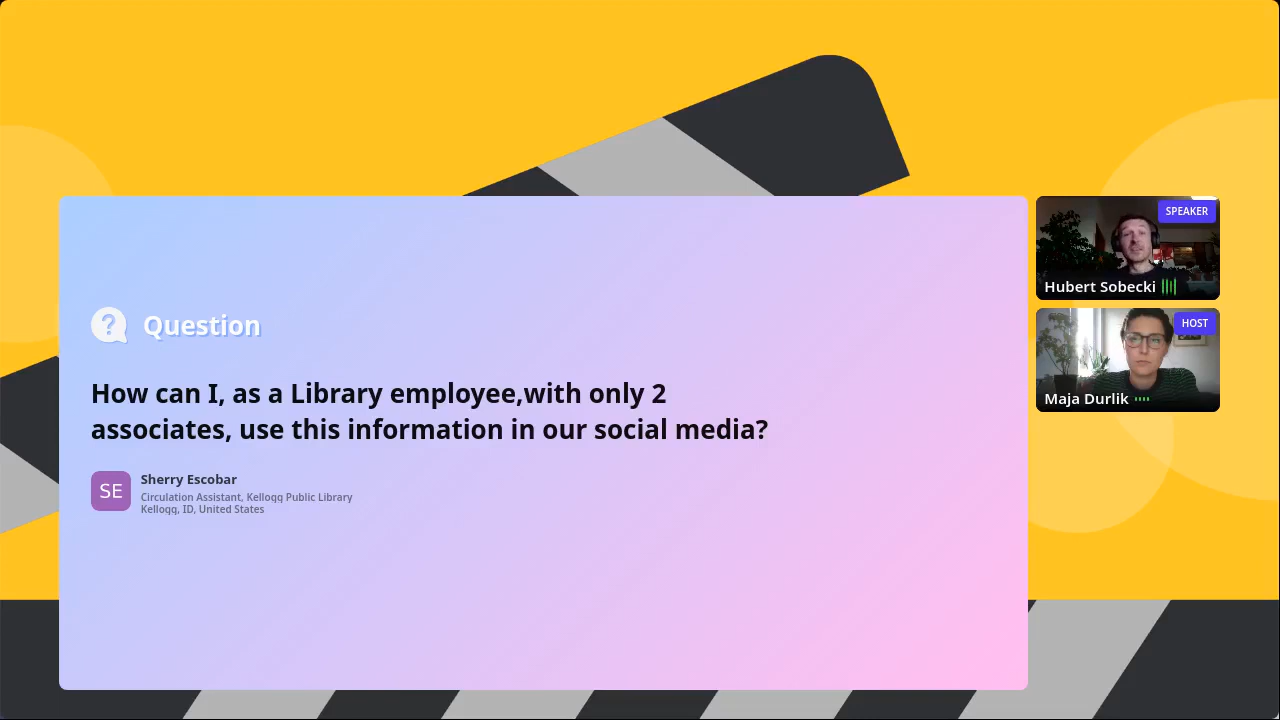 Question
How can I, as a Library employee,with only 2
associates, use this information in our social media?
SE
Sherry Escobar
Circulation Assistant, Kellogg Public Library
Kellogg, ID, United States
SPEAKER
Hubert Sobecki
HOST
Maja Durlik